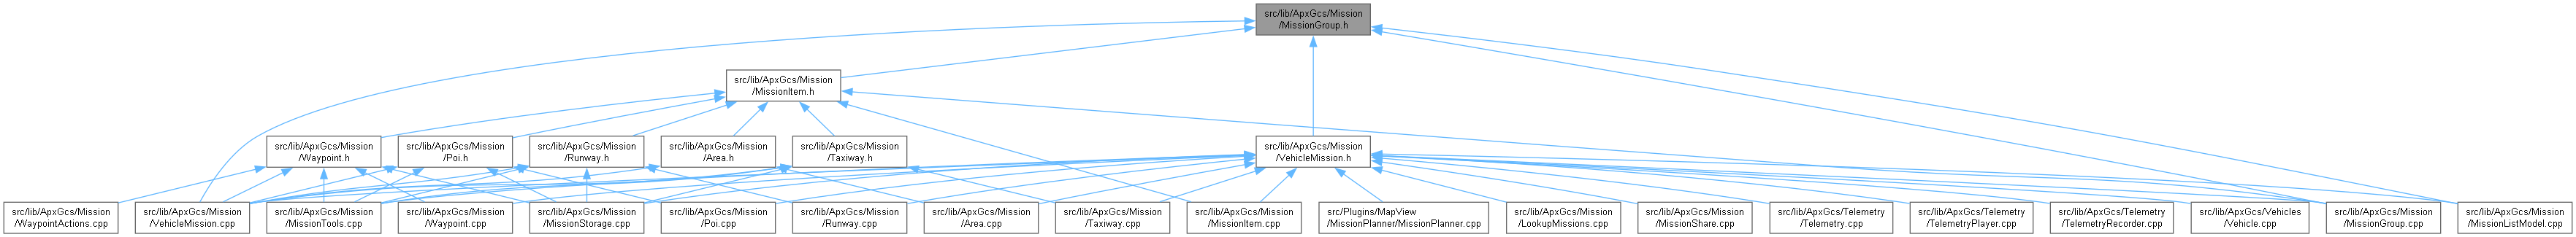 src/lib/ApxGcs/Mission
/MissionGroup.h
src/lib/ApxGcs/Mission
/MissionItem.h
src/lib/ApxGcs/Mission
/Waypoint.h
src/lib/ApxGcs/Mission
/Poi.h
src/lib/ApxGcs/Mission
/Runway.h
src/lib/ApxGcs/Mission
/Area.h
src/lib/ApxGcs/Mission
/Taxiway.h
src/lib/ApxGcs/Mission
/VehicleMission.h
src/lib/ApxGcs/Mission
/WaypointActions.cpp
src/lib/ApxGcs/Mission
/VehicleMission.cpp
src/lib/ApxGcs/Mission
/MissionTools.cpp
src/lib/ApxGcs/Mission
/Waypoint.cpp
src/lib/ApxGcs/Mission
/MissionStorage.cpp
src/lib/ApxGcs/Mission
/Poi.cpp
src/lib/ApxGcs/Mission
/Runway.cpp
src/lib/ApxGcs/Mission
/Area.cpp
src/lib/ApxGcs/Mission
/Taxiway.cpp
src/lib/ApxGcs/Mission
/MissionItem.cpp
src/Plugins/MapView
/MissionPlanner/MissionPlanner.cpp
src/lib/ApxGcs/Mission
/LookupMissions.cpp
src/lib/ApxGcs/Mission
/MissionShare.cpp
src/lib/ApxGcs/Telemetry
/Telemetry.cpp
src/lib/ApxGcs/Telemetry
/TelemetryPlayer.cpp
src/lib/ApxGcs/Telemetry
/TelemetryRecorder.cpp
src/lib/ApxGcs/Vehicles
/Vehicle.cpp
src/lib/ApxGcs/Mission
/MissionGroup.cpp
src/lib/ApxGcs/Mission
/MissionListModel.cpp